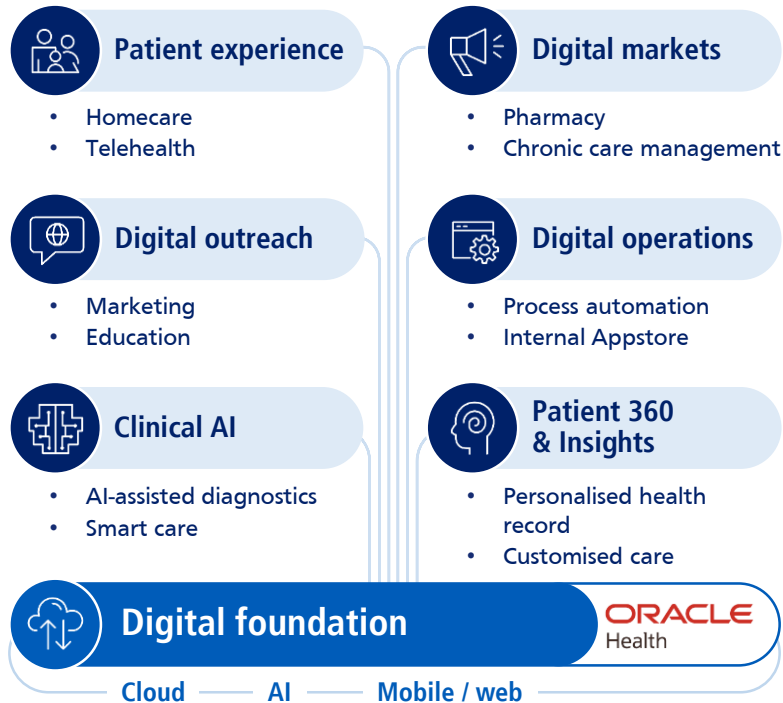 Patient experience
• Homecare
• Telehealth
Digital markets
• Pharmacy
• Chronic care management
Digital outreach
• Marketing
• Education
Digital operations
• Process automation
• Internal Appstore
Clinical AI
• AI-assisted diagnostics
• Smart care
Patient 360
& Insights
• Personalised health
record
• Customised care
Digital foundation
ORACLE
Health
Cloud AI Mobile / web